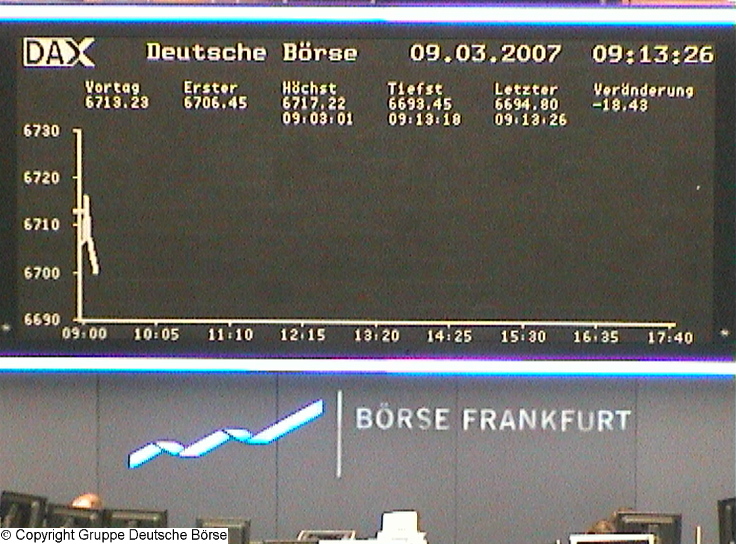 DAX Deutsche Börse 09.03.2007 09:13:26
Vortag Erster Höchst Tiefst Letzter Veränderung
6713.23 6706.45 6717.22 6693.45 6694.80 -18.43
09:03:01 09:13:18 09:13:26
6730
6720
6710
6700
6690
09:00 10:05 11:10 12:15 13:20 14:25 15:30 16:35 17:40
BÖRSE FRANKFURT
© Copyright Gruppe Deutsche Börse